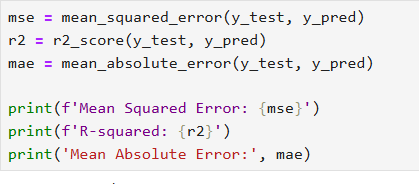 mse = mean_squared_error(y_test, y_pred)
r2 = r2_score(y_test, y_pred)
mae = mean_absolute_error(y_test, y_pred)
print(f'Mean Squared Error: {mse}')
print(f'R-squared: {r2}')
print('Mean Absolute Error:', mae)